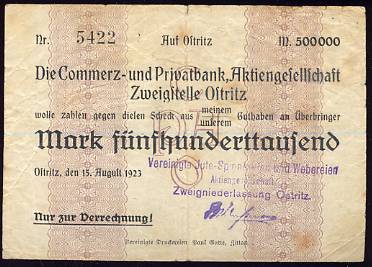 Nr. 5422 Auf Ostritz M. 500000
Die Commerz- und Privatbank, Aktiengesellschaft
Zweigstelle Ostritz
wolle zahlen gegen diesen Scheck aus meinem
unserem Guthaben an Überbringer
Mark fünfhunderttausend
Ostritz, den 15. August 1923
Vereinigte Jute-Spinnereien und Webereien
Aktiengesellschaft
Zweigniederlassung Ostritz.
Nur zur Verrechnung!
Vereinigte Druckereien Paul